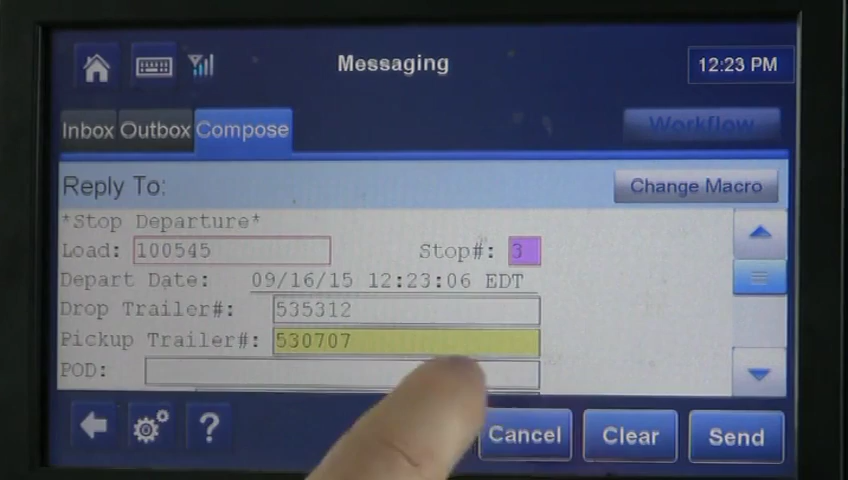 Messaging
12:23 PM
Inbox Outbox Compose
Workflow
Reply To:
Change Macro
*Stop Departure*
Load: 100545 Stop#: 3
Depart Date: 09/16/15 12:23:06 EDT
Drop Trailer#: 535312
Pickup Trailer#: 530707
POD:
? Cancel Clear Send